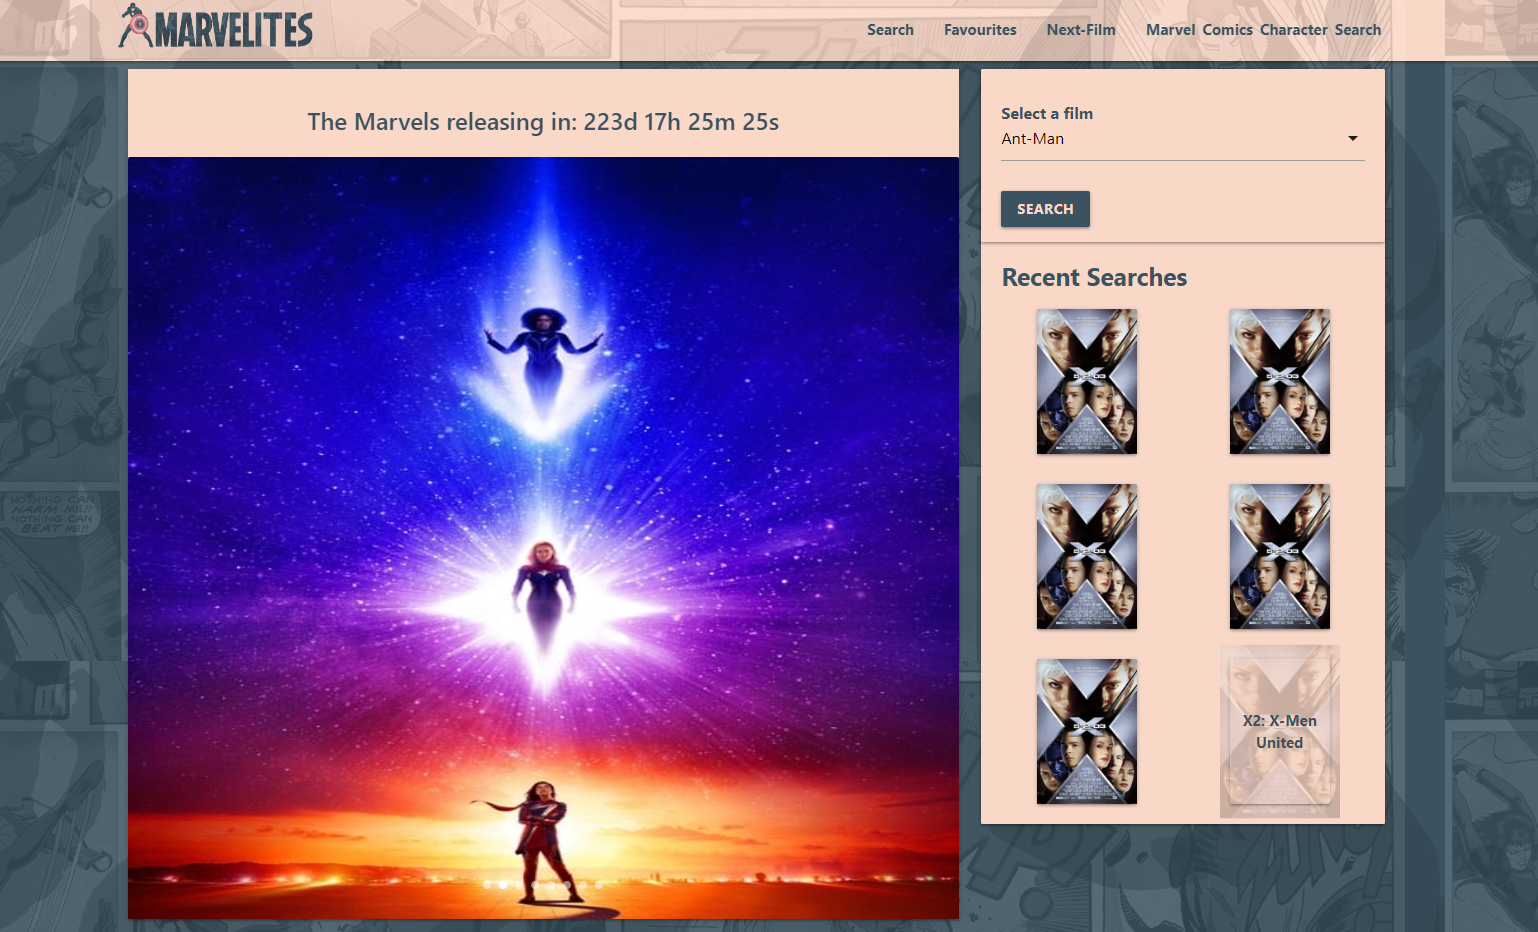 MARVELITES
Search Favourites Next-Film Marvel Comics Character Search
The Marvels releasing in: 223d 17h 25m 25s
Select a film
Ant-Man
SEARCH
Recent Searches
X2: X-Men
United
NOTHING CAN
HARM ME!!
NOTHING CAN
BEAT ME!!